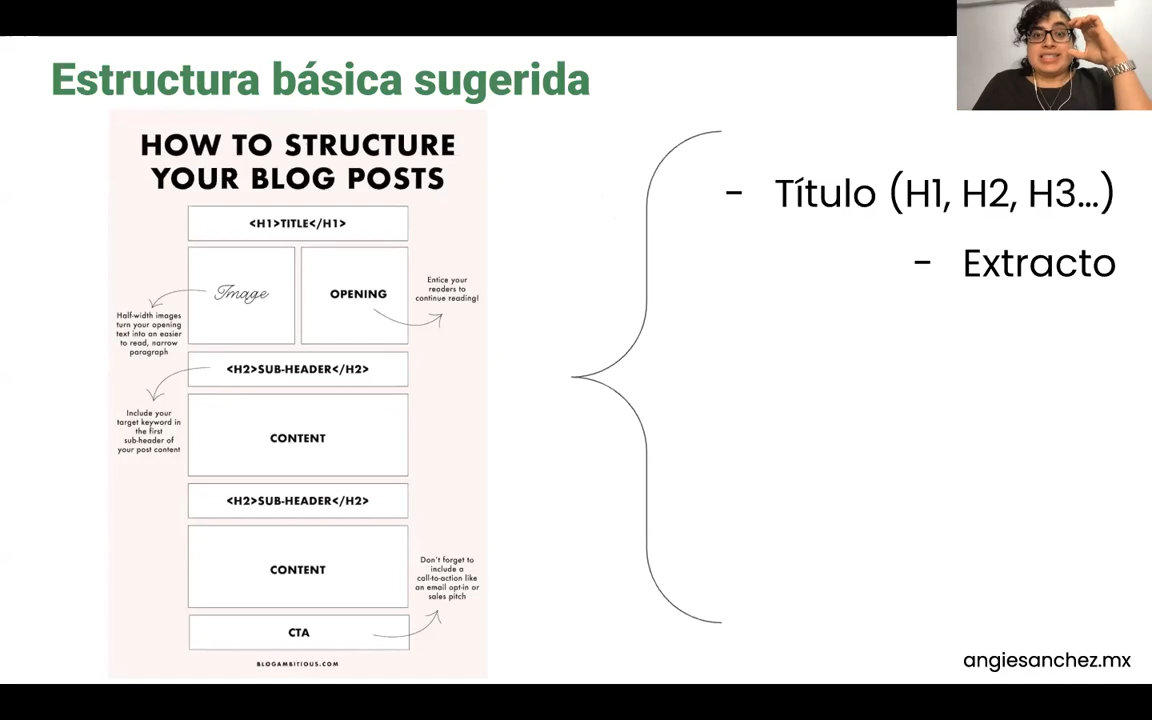 Estructura básica sugerida
HOW TO STRUCTURE
YOUR BLOG POSTS
<H1>TITLE</H1>
Image
OPENING
Entice your
readers to
continue reading!
Half-width images
turn your opening
text into an easier
to read, narrow
paragraph
<H2>SUB-HEADER</H2>
Include your
target keyword in
the first
sub-header of
your post content
CONTENT
<H2>SUB-HEADER</H2>
CONTENT
Don't forget to
include a
call-to-action like
an email opt-in or
sales pitch
CTA
BLOGAMBITIOUS.COM
- Título (H1, H2, H3...)
- Extracto
angiesanchez.mx